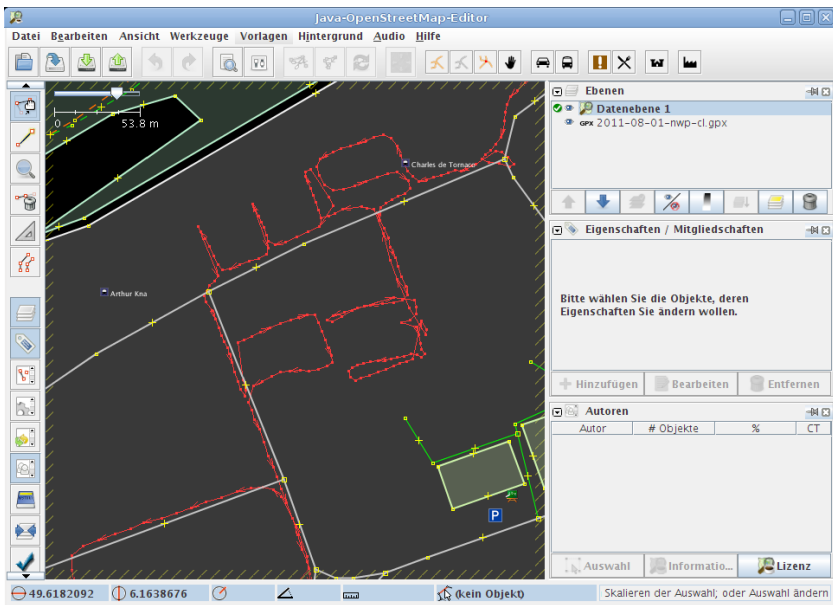 Java-OpenStreetMap-Editor
Datei Bearbeiten Ansicht Werkzeuge Vorlagen Hintergrund Audio Hilfe
0 53.8 m
Charles de Tornaco
Arthur Kna
P
Ebenen
Datenebene 1
GPX 2011-08-01-nwp-cl.gpx
Eigenschaften / Mitgliedschaften
Bitte wählen Sie die Objekte, deren
Eigenschaften Sie ändern wollen.
Hinzufügen Bearbeiten Entfernen
Autoren
Autor # Objekte % CT
Auswahl Informatio... Lizenz
49.6182092 6.1638676 (kein Objekt) Skalieren der Auswahl; oder Auswahl ändern